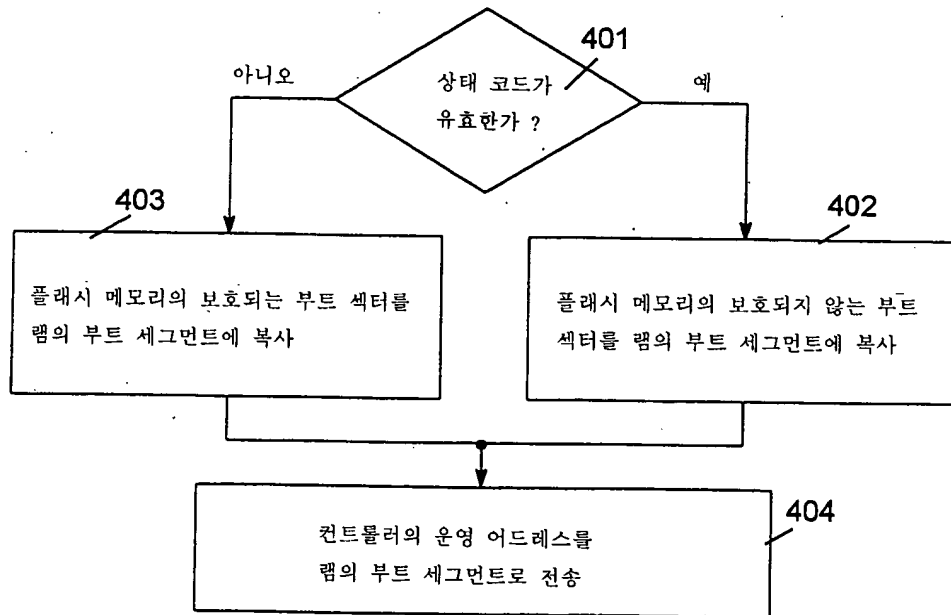 401
아니오
예
상태 코드가
유효한가 ?
403
402
플래시 메모리의 보호되는 부트 섹터를
램의 부트 세그먼트에 복사
플래시 메모리의 보호되지 않는 부트
섹터를 램의 부트 세그먼트에 복사
404
컨트롤러의 운영 어드레스를
램의 부트 세그먼트로 전송